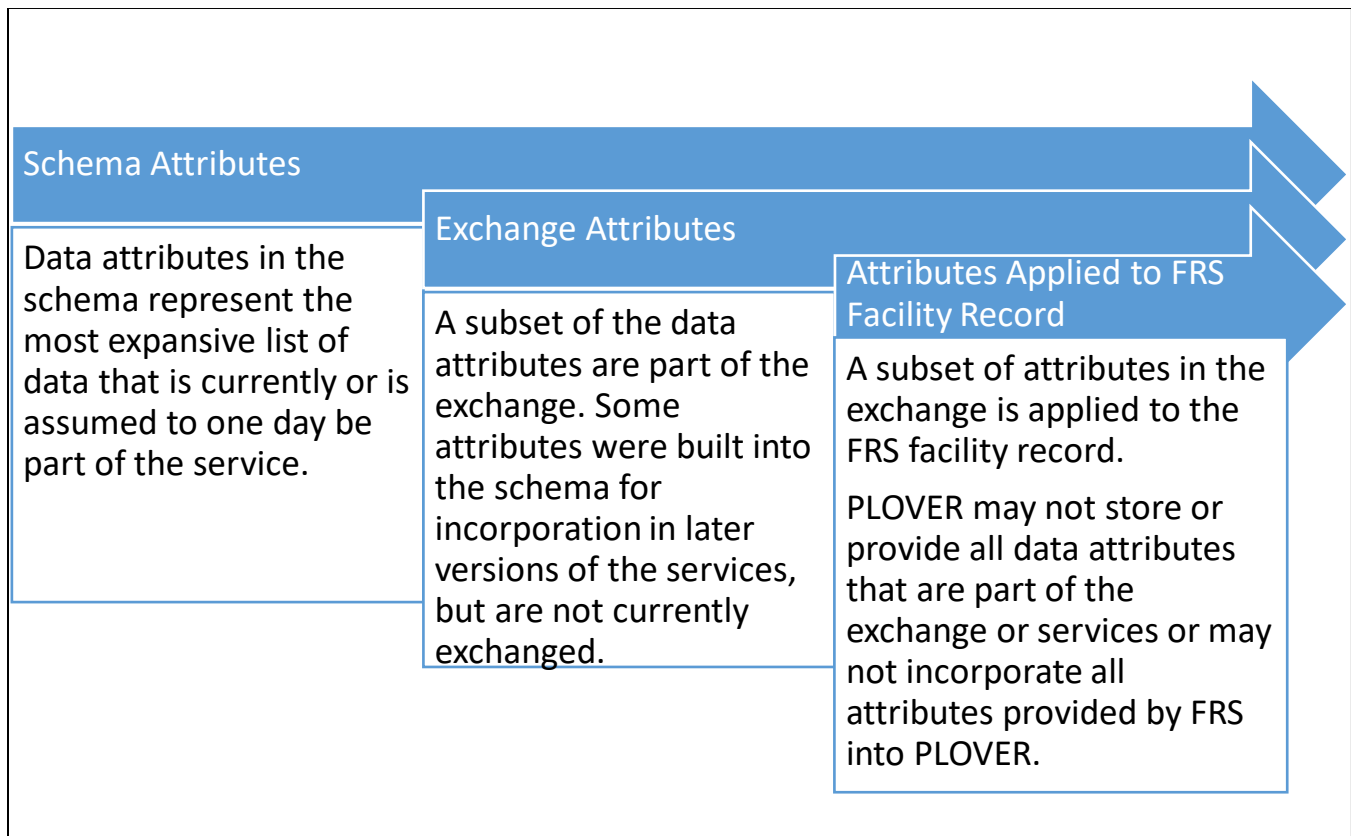 Schema Attributes
Data attributes in the
schema represent the
most expansive list of
data that is currently or is
assumed to one day be
part of the service.
Exchange Attributes
A subset of the data
attributes are part of the
exchange. Some
attributes were built into
the schema for
incorporation in later
versions of the services,
but are not currently
exchanged.
Attributes Applied to FRS
Facility Record
A subset of attributes in the
exchange is applied to the
FRS facility record.
PLOVER may not store or
provide all data attributes
that are part of the
exchange or services or may
not incorporate all
attributes provided by FRS
into PLOVER.